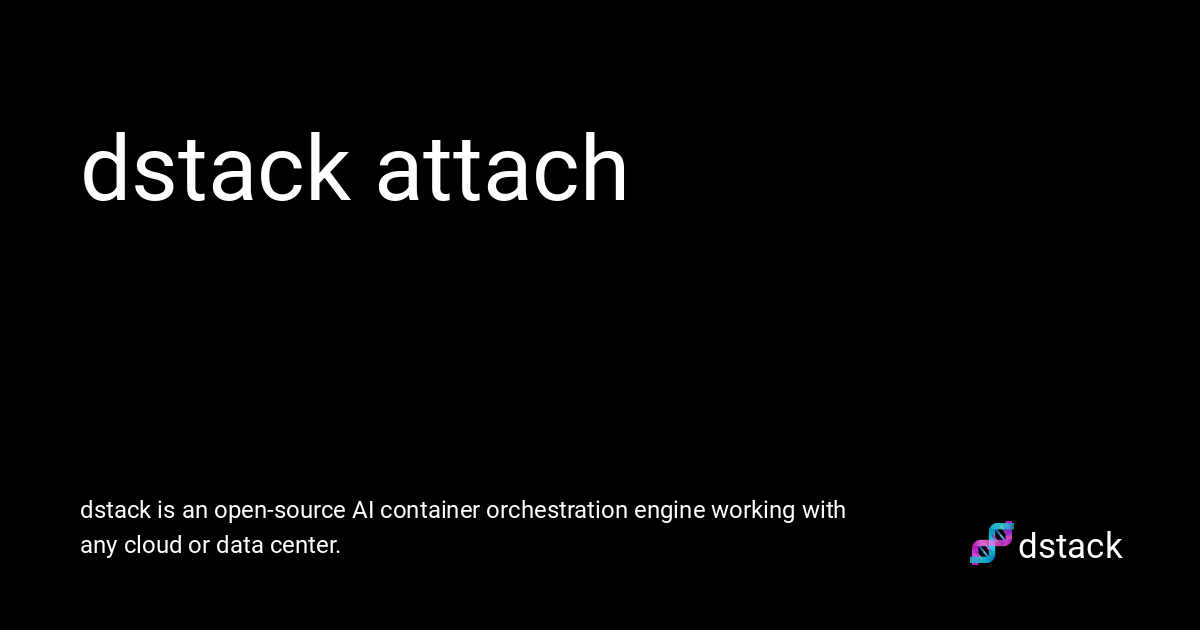 dstack attach
dstack is an open-source AI container orchestration engine working with
any cloud or data center.
dstack